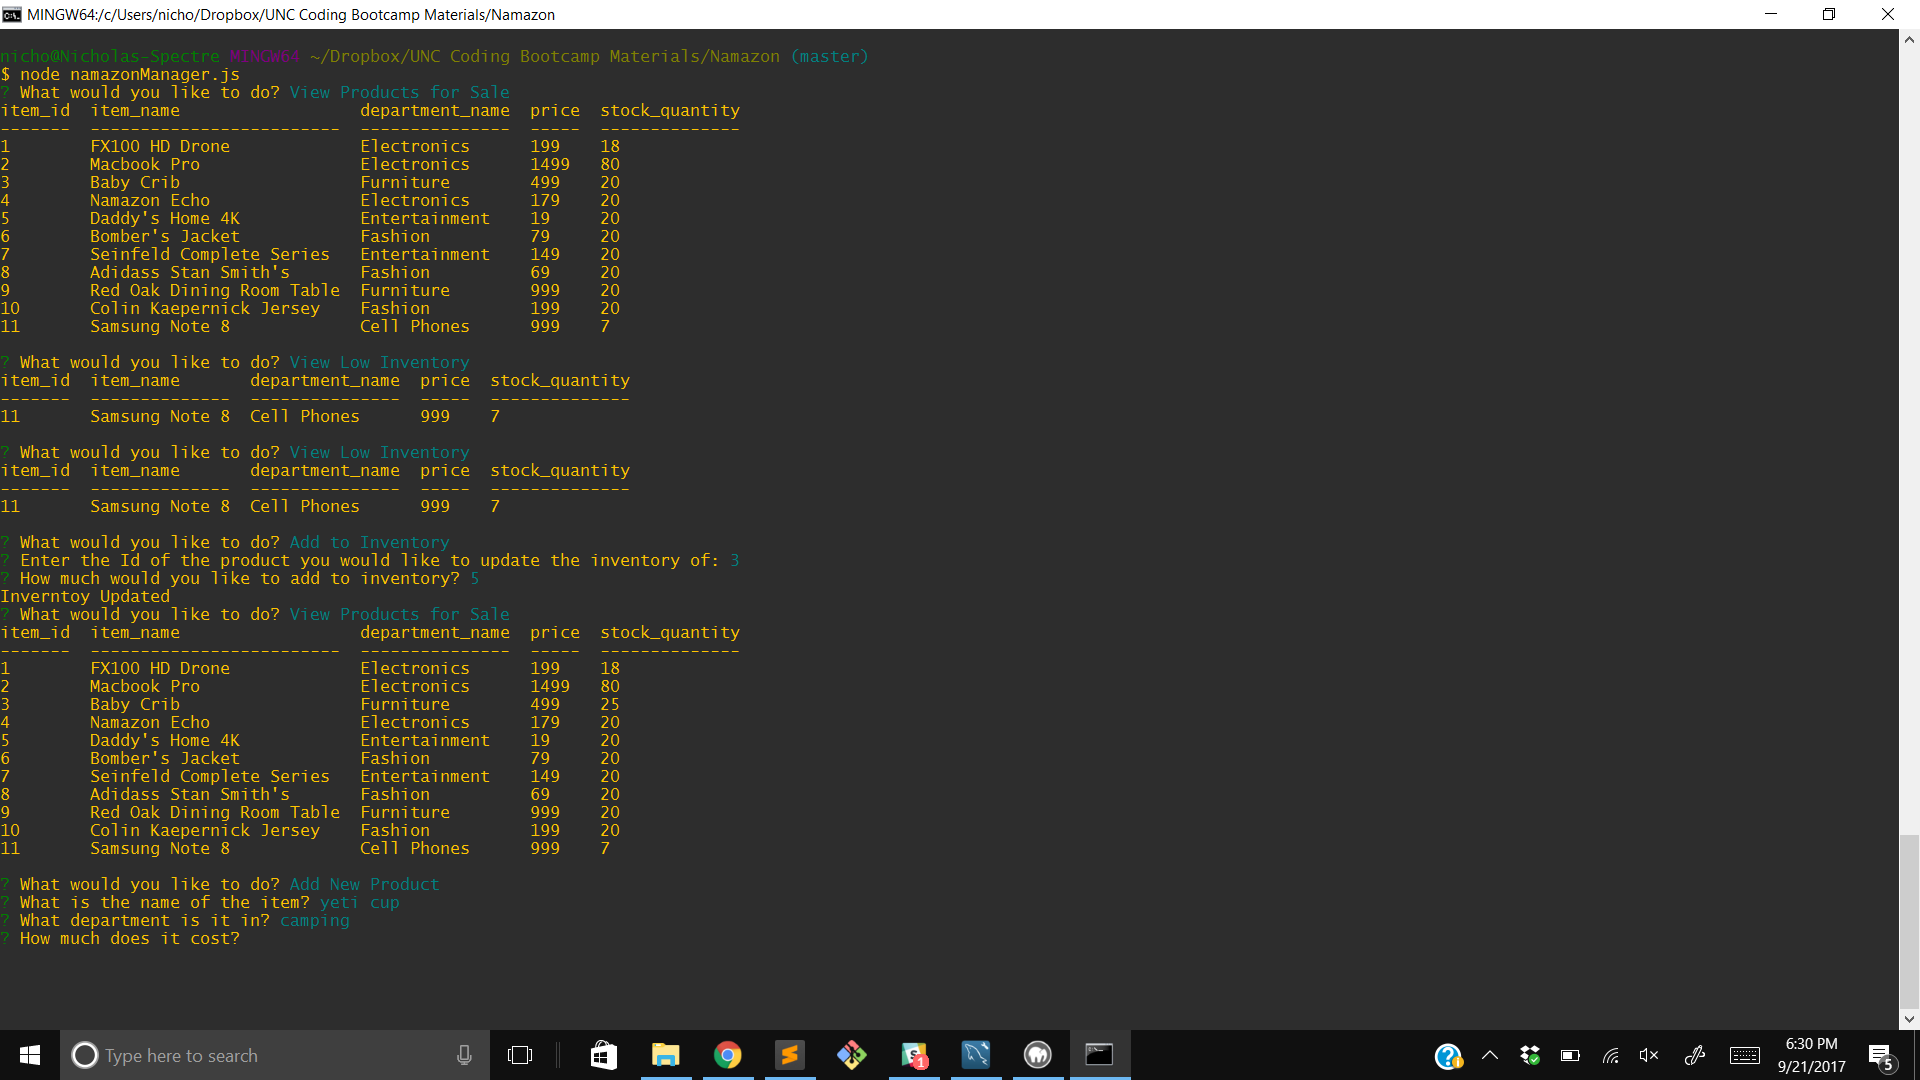 MINGW64:/c/Users/nicho/Dropbox/UNC Coding Bootcamp Materials/Namazon
nicho@Nicholas-Spectre MINGW64 ~/Dropbox/UNC Coding Bootcamp Materials/Namazon (master)
$ node namazonManager.js
? What would you like to do? View Products for Sale
item_id  item_name                  department_name  price  stock_quantity
-------  -------------------------  ---------------  -----  --------------
1        FX100 HD Drone             Electronics      199    18
2        Macbook Pro                Electronics      1499   80
3        Baby Crib                  Furniture        499    20
4        Namazon Echo               Electronics      179    20
5        Daddy's Home 4K            Entertainment    19     20
6        Bomber's Jacket            Fashion          79     20
7        Seinfeld Complete Series   Entertainment    149    20
8        Adidass Stan Smith's       Fashion          69     20
9        Red Oak Dining Room Table  Furniture        999    20
10       Colin Kaepernick Jersey    Fashion          199    20
11       Samsung Note 8             Cell Phones      999    7
? What would you like to do? View Low Inventory
item_id  item_name       department_name  price  stock_quantity
-------  --------------  ---------------  -----  --------------
11       Samsung Note 8  Cell Phones      999    7
? What would you like to do? View Low Inventory
item_id  item_name       department_name  price  stock_quantity
-------  --------------  ---------------  -----  --------------
11       Samsung Note 8  Cell Phones      999    7
? What would you like to do? Add to Inventory
? Enter the Id of the product you would like to update the inventory of: 3
? How much would you like to add to inventory? 5
Inverntoy Updated
? What would you like to do? View Products for Sale
item_id  item_name                  department_name  price  stock_quantity
-------  -------------------------  ---------------  -----  --------------
1        FX100 HD Drone             Electronics      199    18
2        Macbook Pro                Electronics      1499   80
3        Baby Crib                  Furniture        499    25
4        Namazon Echo               Electronics      179    20
5        Daddy's Home 4K            Entertainment    19     20
6        Bomber's Jacket            Fashion          79     20
7        Seinfeld Complete Series   Entertainment    149    20
8        Adidass Stan Smith's       Fashion          69     20
9        Red Oak Dining Room Table  Furniture        999    20
10       Colin Kaepernick Jersey    Fashion          199    20
11       Samsung Note 8             Cell Phones      999    7
? What would you like to do? Add New Product
? What is the name of the item? yeti cup
? What department is it in? camping
? How much does it cost?
Type here to search
1
6:30 PM
9/21/2017
5